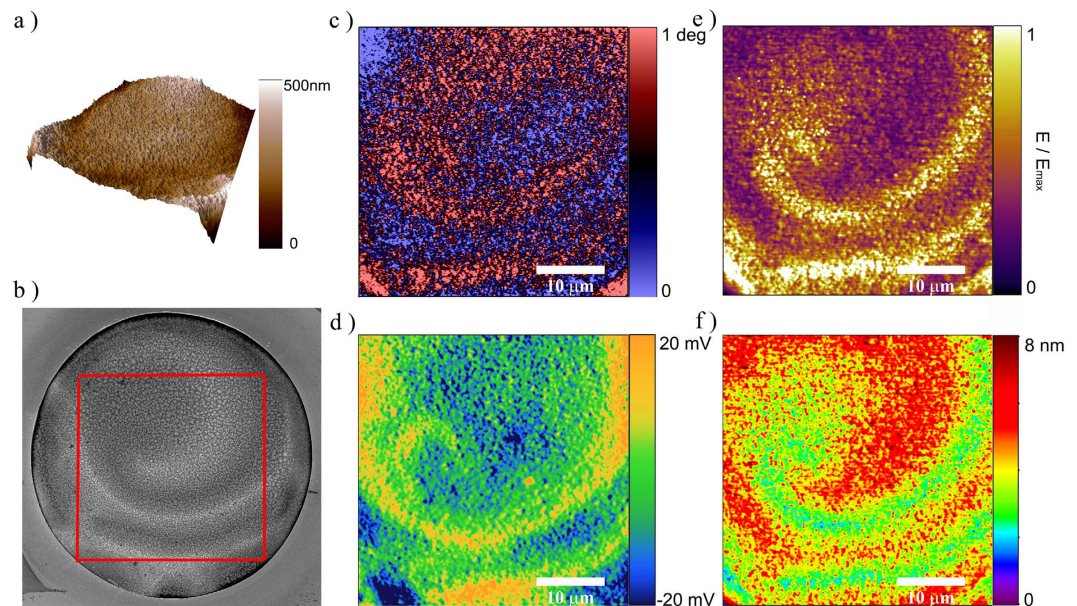 a )
500nm
0
b )
c )
1 deg
0
10 μm
d )
20 mV
-20 mV
10 μm
e )
1
E / Emax
0
10 μm
f )
8 nm
0
10 μm